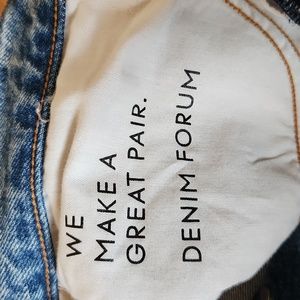 WE
MAKE A
GREAT PAIR.
DENIM FORUM